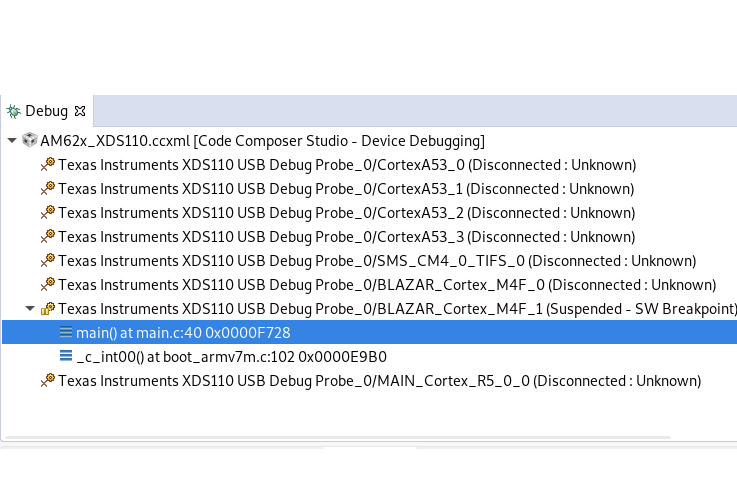 Debug
AM62x_XDS110.ccxml [Code Composer Studio - Device Debugging]
Texas Instruments XDS110 USB Debug Probe_0/CortexA53_0 (Disconnected : Unknown)
Texas Instruments XDS110 USB Debug Probe_0/CortexA53_1 (Disconnected : Unknown)
Texas Instruments XDS110 USB Debug Probe_0/CortexA53_2 (Disconnected : Unknown)
Texas Instruments XDS110 USB Debug Probe_0/CortexA53_3 (Disconnected : Unknown)
Texas Instruments XDS110 USB Debug Probe_0/SMS_CM4_0_TIFS_0 (Disconnected : Unknown)
Texas Instruments XDS110 USB Debug Probe_0/BLAZAR_Cortex_M4F_0 (Disconnected : Unknown)
Texas Instruments XDS110 USB Debug Probe_0/BLAZAR_Cortex_M4F_1 (Suspended - SW Breakpoint)
main() at main.c:40 0x0000F728
_c_int00() at boot_armv7m.c:102 0x0000E9B0
Texas Instruments XDS110 USB Debug Probe_0/MAIN_Cortex_R5_0_0 (Disconnected : Unknown)